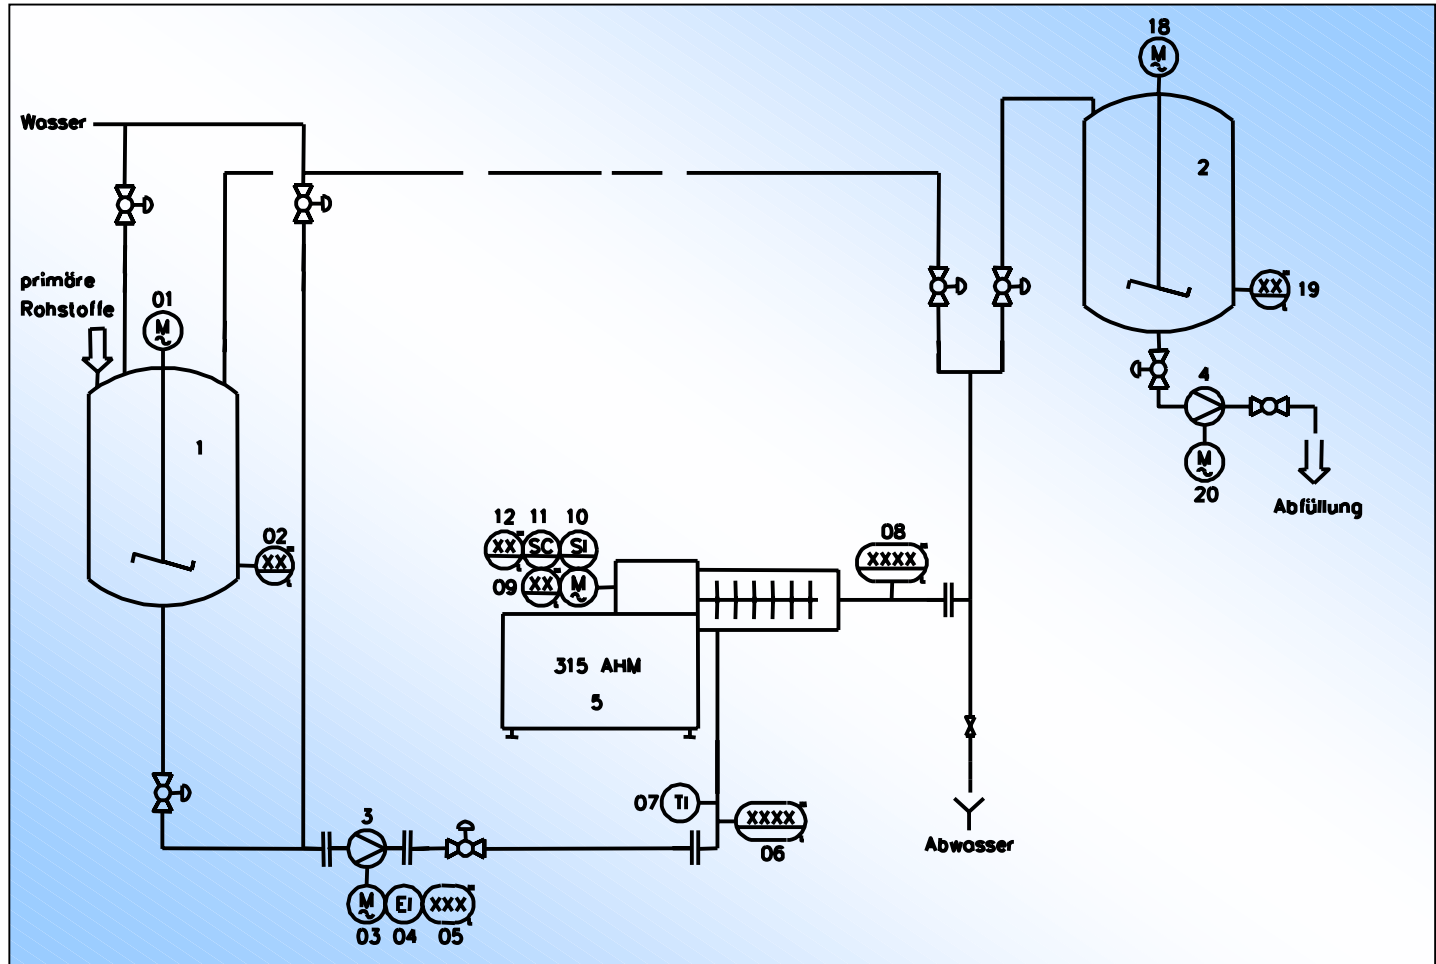 18
M
Wasser
2
primäre
Rohstoffe
01
M
XX
19
4
1
M
20
Abfüllung
02
XX
12 11 10
XX SC SI
09 XX M
08
XXXX
315 AHM
5
07 TI
XXXX
06
3
Abwasser
M EI XXX
03 04 05